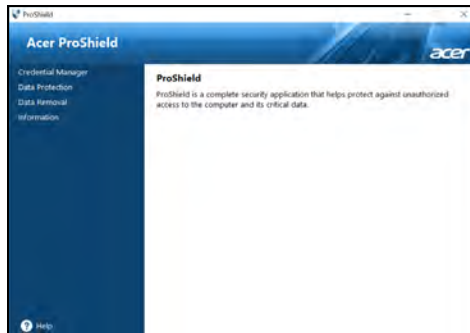 ProShield
Acer ProShield
acer
Credential Manager
Data Protection
Data Removal
Information
ProShield
ProShield is a complete security application that helps protect against unauthorized
access to the computer and its critical data.
? Help